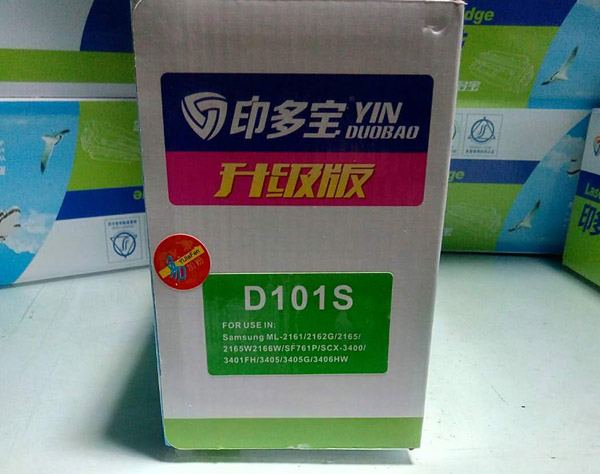 印多宝
YIN
DUOBAO
升级版
D101S
FOR USE IN:
Samsung ML-2161/2162G/2165/
2165W2166W/SF761P/SCX-3400/
3401FH/3405/3405G/3406HW